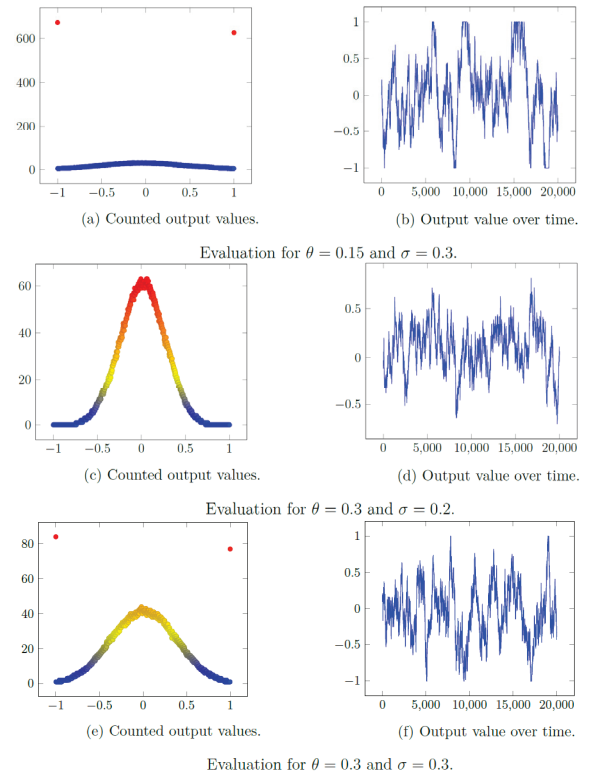 600
400
200
0
−1 −0.5 0 0.5 1
(a) Counted output values.
1
0.5
0
−0.5
−1
0 5,000 10,000 15,000 20,000
(b) Output value over time.
Evaluation for θ = 0.15 and σ = 0.3.
60
40
20
0
−1 −0.5 0 0.5 1
(c) Counted output values.
0.5
0
−0.5
0 5,000 10,000 15,000 20,000
(d) Output value over time.
Evaluation for θ = 0.3 and σ = 0.2.
80
60
40
20
0
−1 −0.5 0 0.5 1
(e) Counted output values.
1
0.5
0
−0.5
−1
0 5,000 10,000 15,000 20,000
(f) Output value over time.
Evaluation for θ = 0.3 and σ = 0.3.